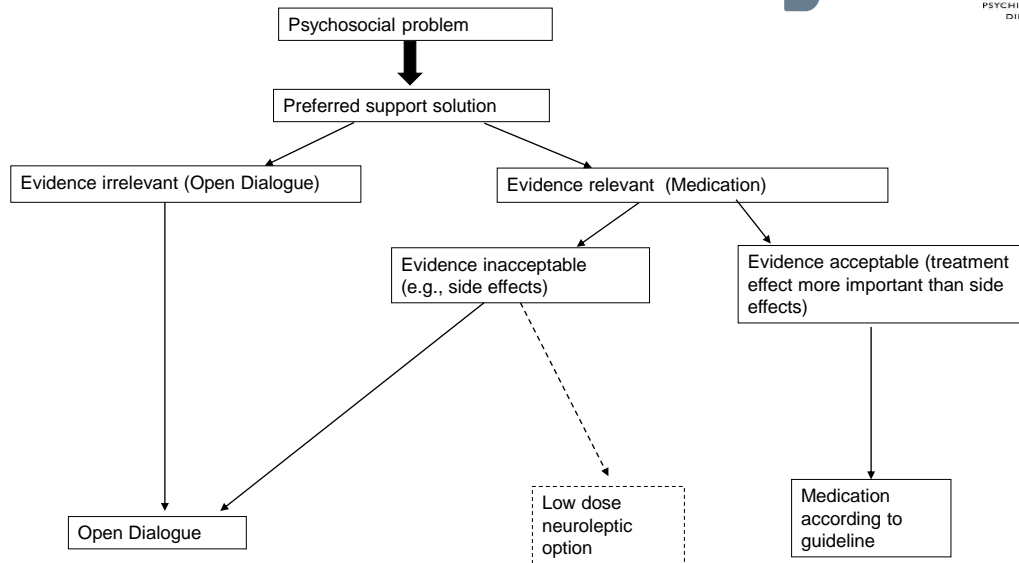 PSYCHI
Psychosocial problem
Preferred support solution
Evidence irrelevant (Open Dialogue)
Evidence relevant (Medication)
Evidence inacceptable
(e.g., side effects)
Evidence acceptable (treatment
effect more important than side
effects)
Open Dialogue
Low dose
neuroleptic
option
Medication
according to
guideline